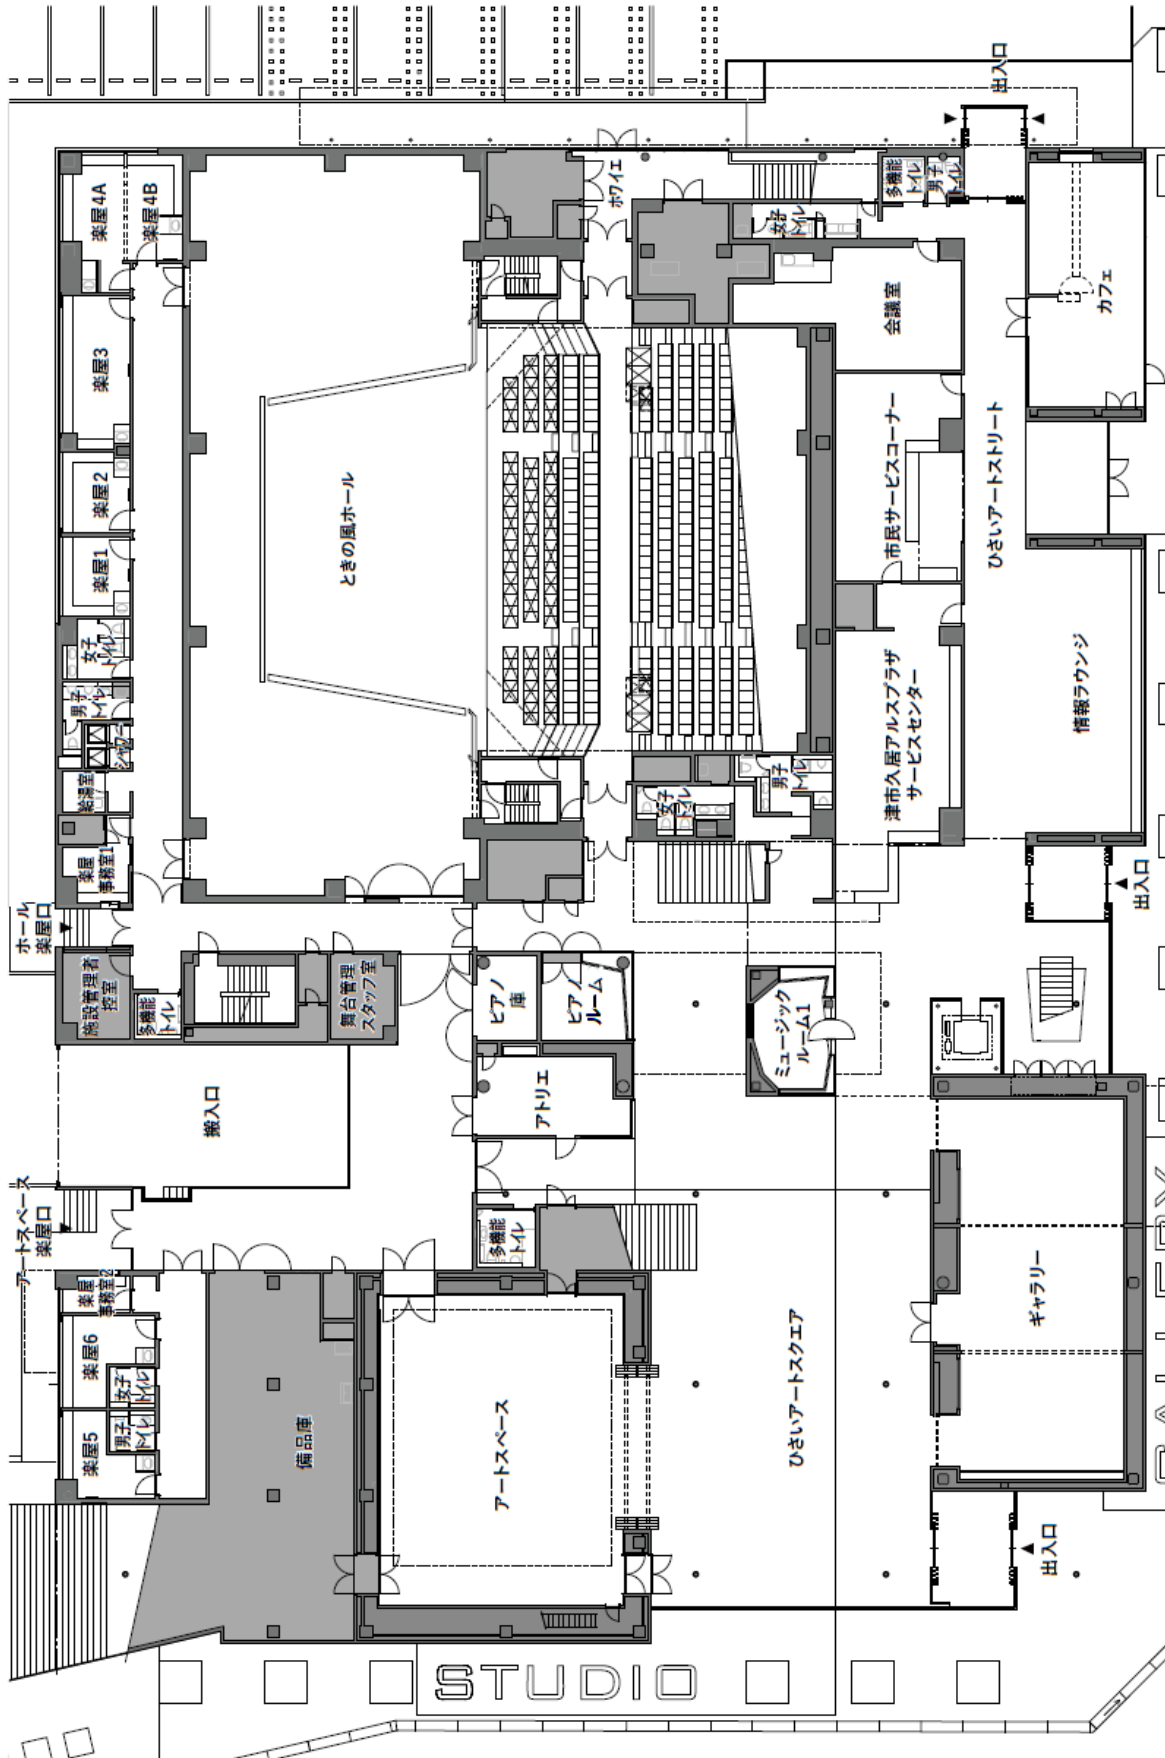 アートスペース
楽屋口
ホール
楽屋口
楽屋5
男子
トイレ
女子
トイレ
楽屋6
楽屋
事務室2
施設管理者
控室
多機能
トイレ
楽屋
事務室1
給湯室
シャワー
男子
トイレ
女子
トイレ
楽屋1
楽屋2
楽屋3
楽屋4A
楽屋4B
搬入口
備品庫
舞台管理
スタッフ室
ときの風ホール
STUDIO
アートスペース
多機能
トイレ
アトリエ
ピアノ
庫
ピアノ
ルーム
ホワイエ
女子
トイレ
男子
トイレ
女子
トイレ
ひさいアートスクエア
ミュージック
ルーム1
津市久居アルスプラザ
サービスセンター
市民サービスコーナー
会議室
多機能
トイレ
男子
トイレ
ひさいアートストリート
出入口
ギャラリー
出入口
情報ラウンジ
カフェ
出入口